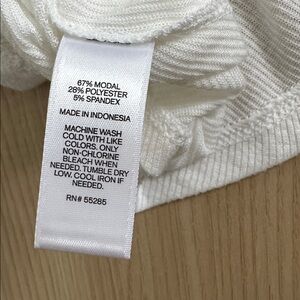 67% MODAL
28% POLYESTER
5% SPANDEX
MADE IN INDONESIA
MACHINE WASH
COLD WITH LIKE
COLORS. ONLY
NON-CHLORINE
BLEACH WHEN
NEEDED. TUMBLE DRY
LOW. COOL IRON IF
NEEDED.
RN# 55285